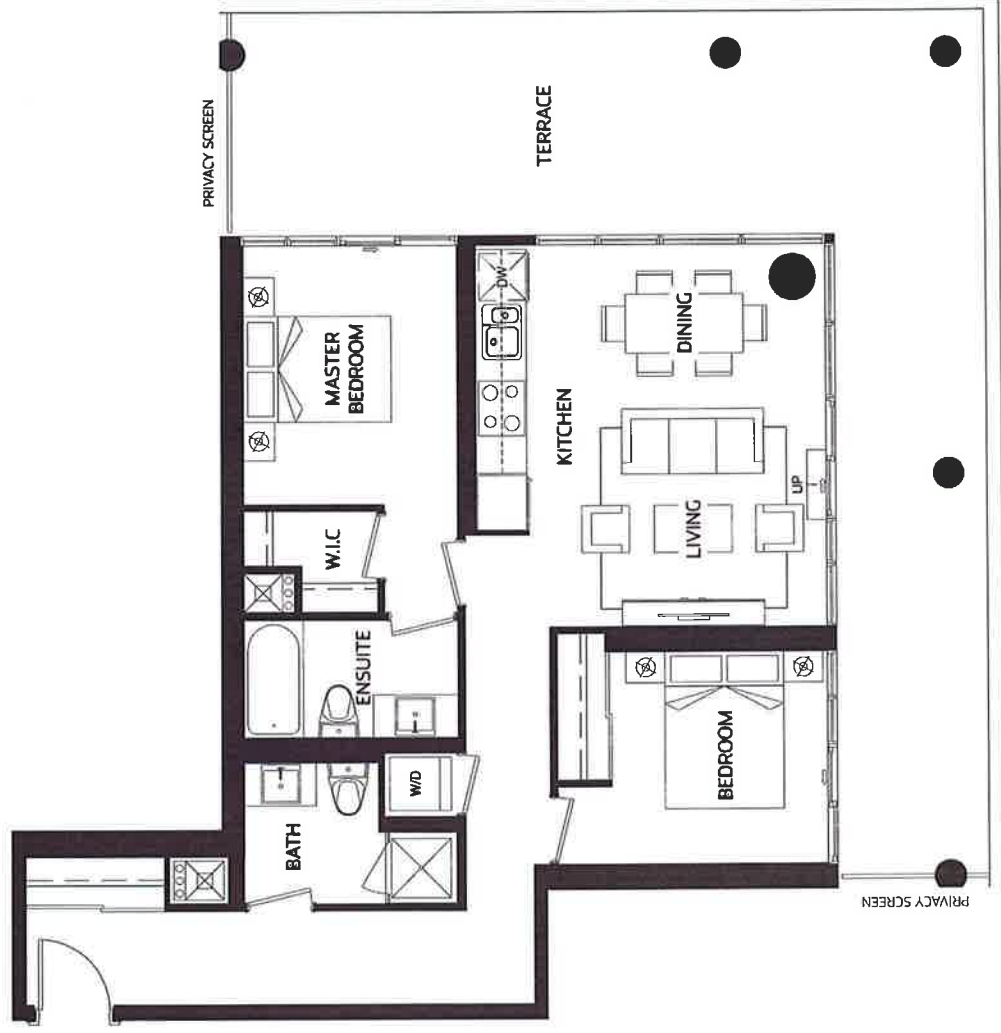 PRIVACY SCREEN
TERRACE
MASTER
BEDROOM
DW
KITCHEN
DINING
W.I.C
LIVING
UP
ENSUITE
W/D
BEDROOM
BATH
PRIVACY SCREEN